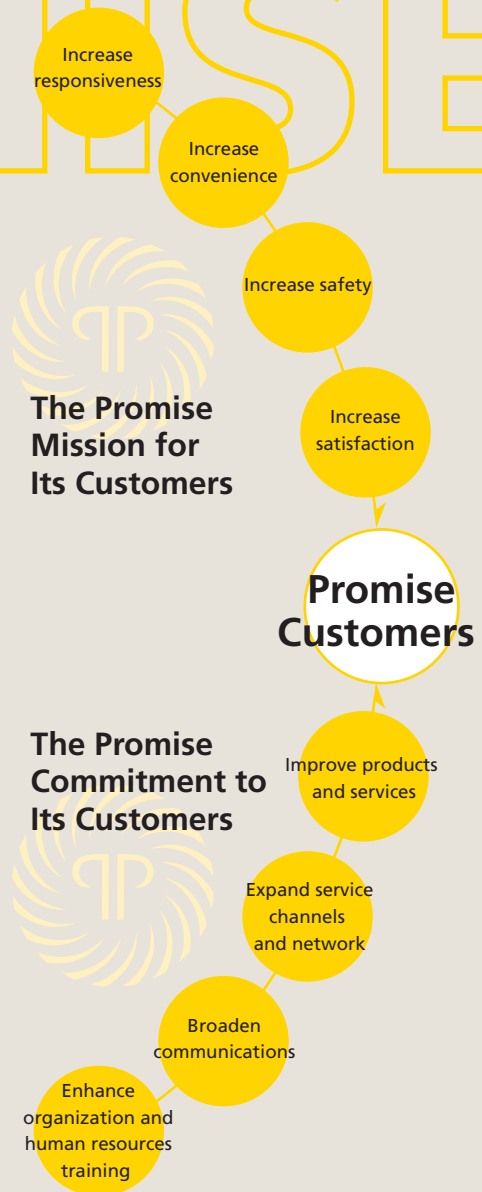 Increase
responsiveness
Increase
convenience
Increase safety
The Promise
Mission for
Its Customers
Increase
satisfaction
Promise
Customers
The Promise
Commitment to
Its Customers
Improve products
and services
Expand service
channels
and network
Broaden
communications
Enhance
organization and
human resources
training